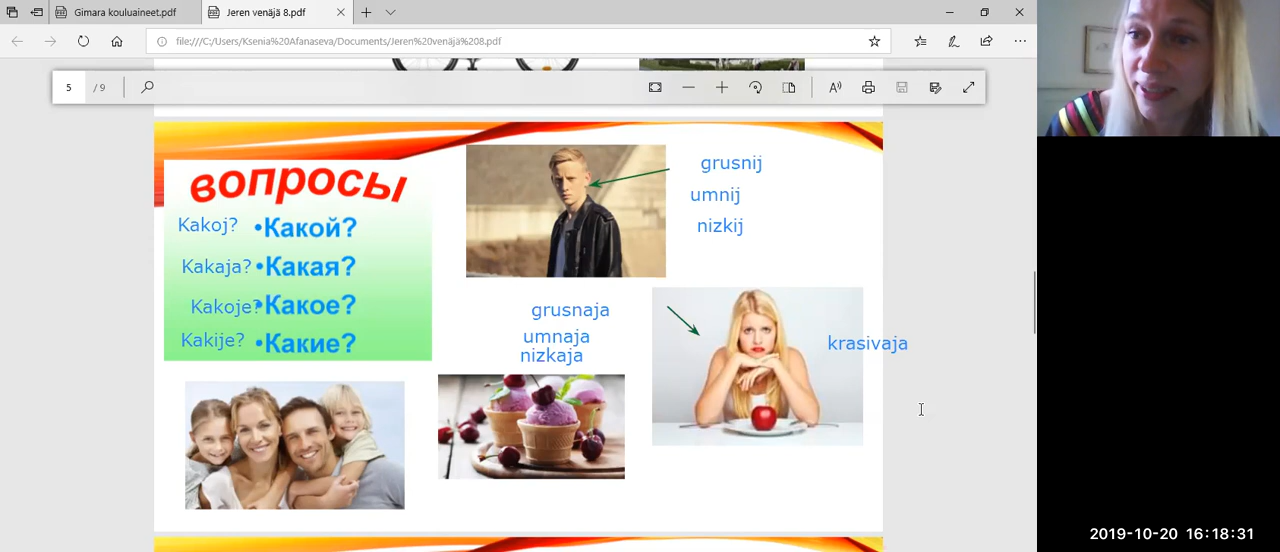 Gimara kouluaineet.pdf
Jeren venäjä 8.pdf
file:///C:/Users/Ksenia%20Afanaseva/Documents/Jeren%20venäjä%208.pdf
5 / 9
вопросы
Kakoj? •Какой?
Kakaja? •Какая?
Kakoje? •Какое?
Kakije? •Какие?
grusnij
umnij
nizkij
grusnaja
umnaja
nizkaja
krasivaja
2019-10-20 16:18:31